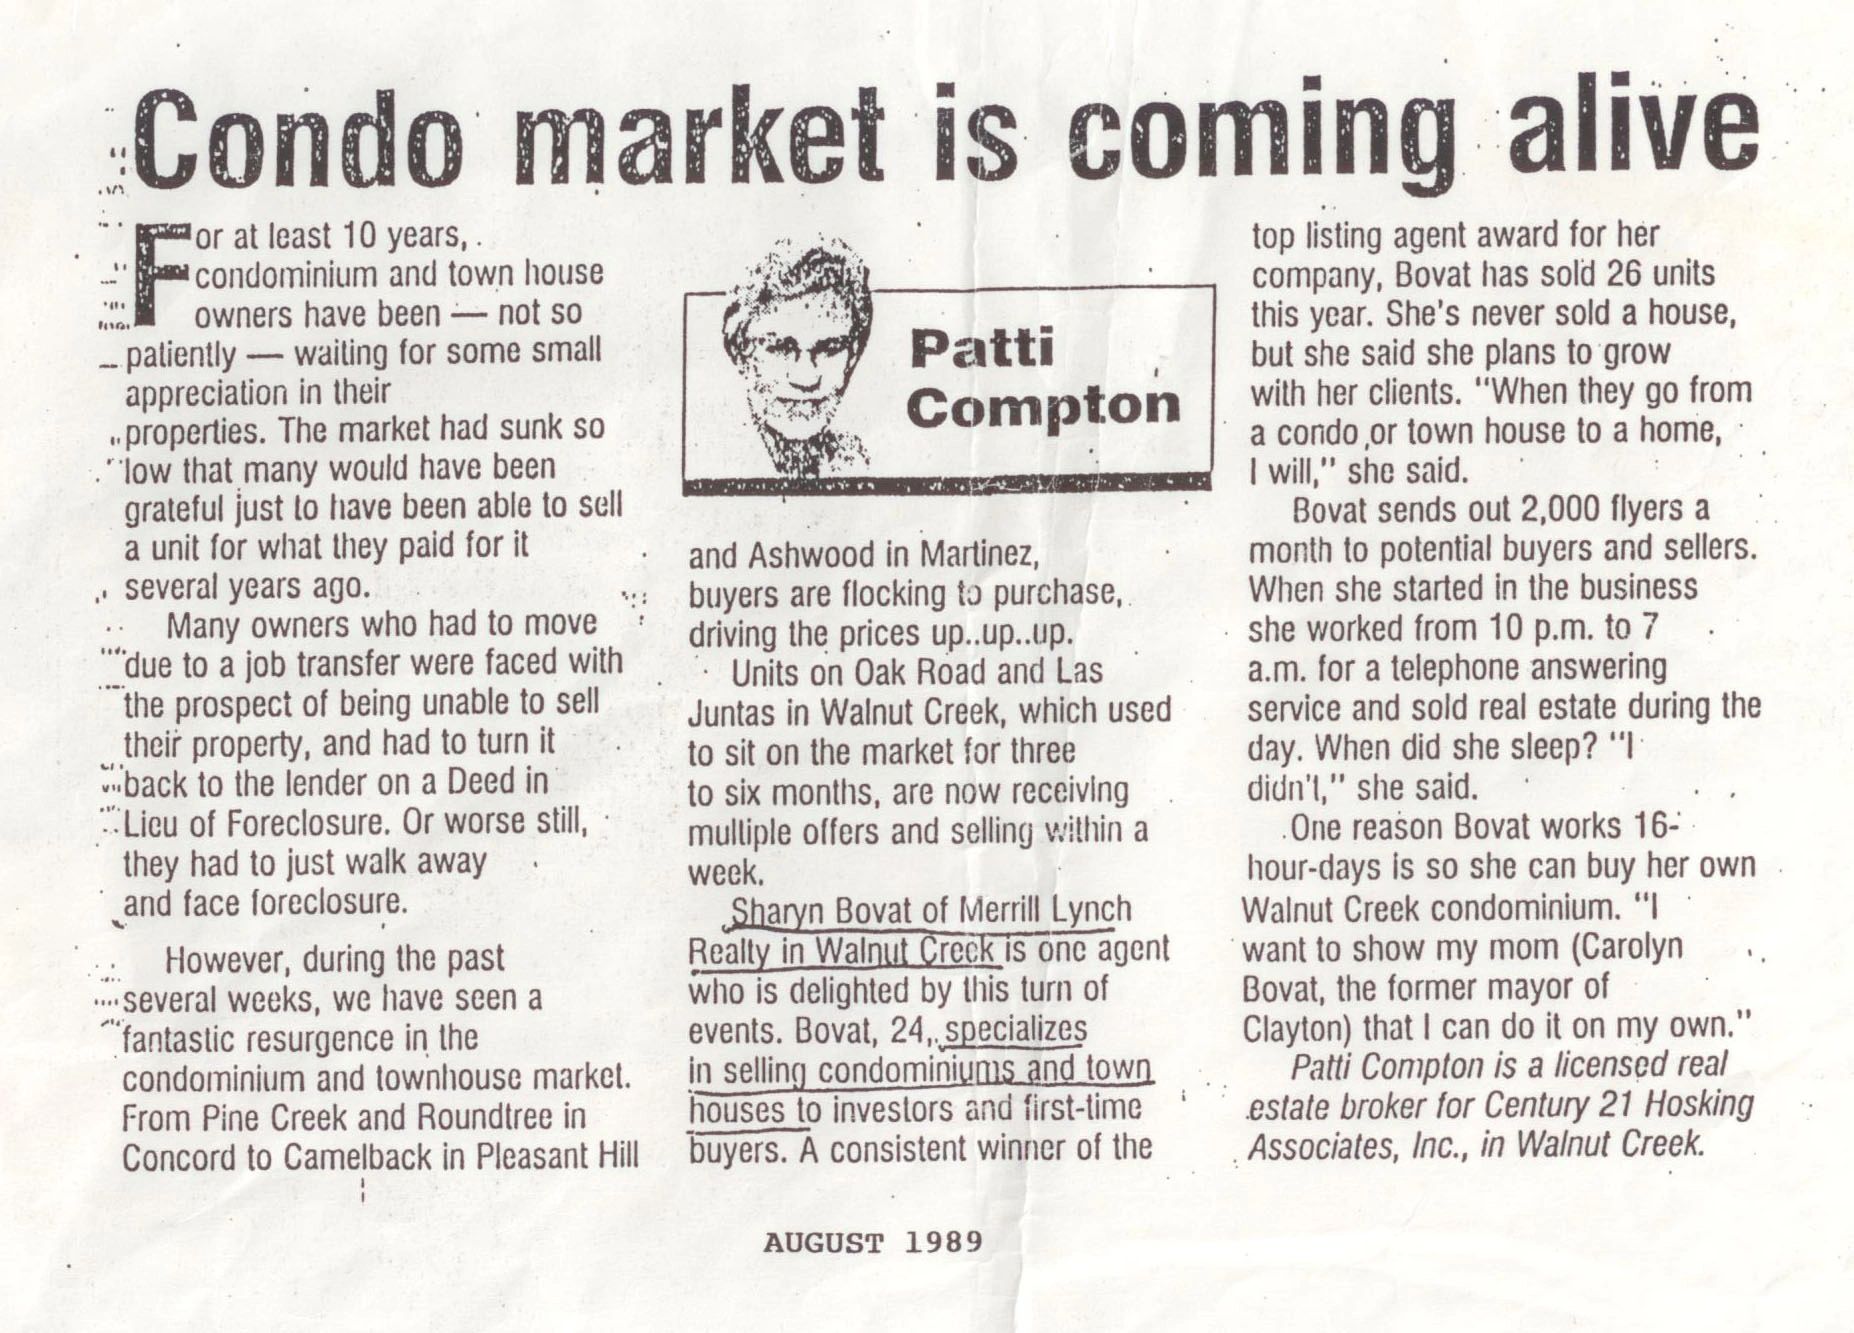 Condo market is coming alive
For at least 10 years,
condominium and town house
owners have been — not so
patiently — waiting for some small
appreciation in their
properties. The market had sunk so
low that many would have been
grateful just to have been able to sell
a unit for what they paid for it
several years ago.
Many owners who had to move
due to a job transfer were faced with
the prospect of being unable to sell
their property, and had to turn it
back to the lender on a Deed in
Lieu of Foreclosure. Or worse still,
they had to just walk away
and face foreclosure.
However, during the past
several weeks, we have seen a
fantastic resurgence in the
condominium and townhouse market.
From Pine Creek and Roundtree in
Concord to Camelback in Pleasant Hill
Patti
Compton
and Ashwood in Martinez,
buyers are flocking to purchase,
driving the prices up..up..up.
Units on Oak Road and Las
Juntas in Walnut Creek, which used
to sit on the market for three
to six months, are now receiving
multiple offers and selling within a
week.
Sharyn Bovat of Merrill Lynch
Realty in Walnut Creek is one agent
who is delighted by this turn of
events. Bovat, 24, specializes
in selling condominiums and town
houses to investors and first-time
buyers. A consistent winner of the
top listing agent award for her
company, Bovat has sold 26 units
this year. She's never sold a house,
but she said she plans to grow
with her clients. "When they go from
a condo or town house to a home,
I will," she said.
Bovat sends out 2,000 flyers a
month to potential buyers and sellers.
When she started in the business
she worked from 10 p.m. to 7
a.m. for a telephone answering
service and sold real estate during the
day. When did she sleep? "I
didn't," she said.
One reason Bovat works 16-
hour-days is so she can buy her own
Walnut Creek condominium. "I
want to show my mom (Carolyn
Bovat, the former mayor of
Clayton) that I can do it on my own."
Patti Compton is a licensed real
estate broker for Century 21 Hosking
Associates, Inc., in Walnut Creek.
AUGUST 1989